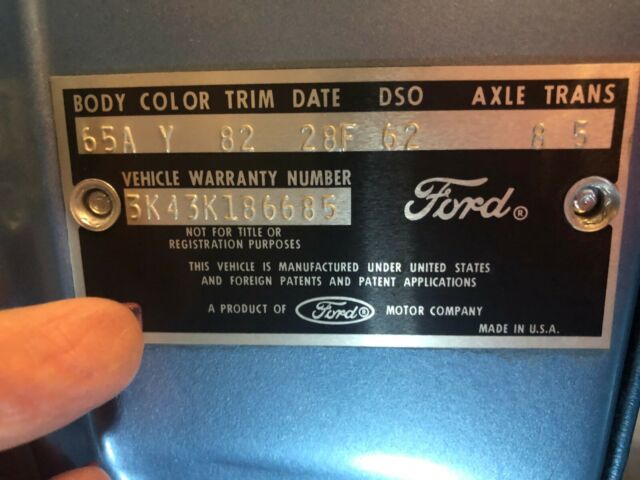 BODY COLOR TRIM DATE DSO AXLE TRANS
65A Y 82 28F 62 8 5
VEHICLE WARRANTY NUMBER
3K43K186685
Ford®
NOT FOR TITLE OR
REGISTRATION PURPOSES
THIS VEHICLE IS MANUFACTURED UNDER UNITED STATES
AND FOREIGN PATENTS AND PATENT APPLICATIONS
A PRODUCT OF Ford® MOTOR COMPANY
MADE IN U.S.A.